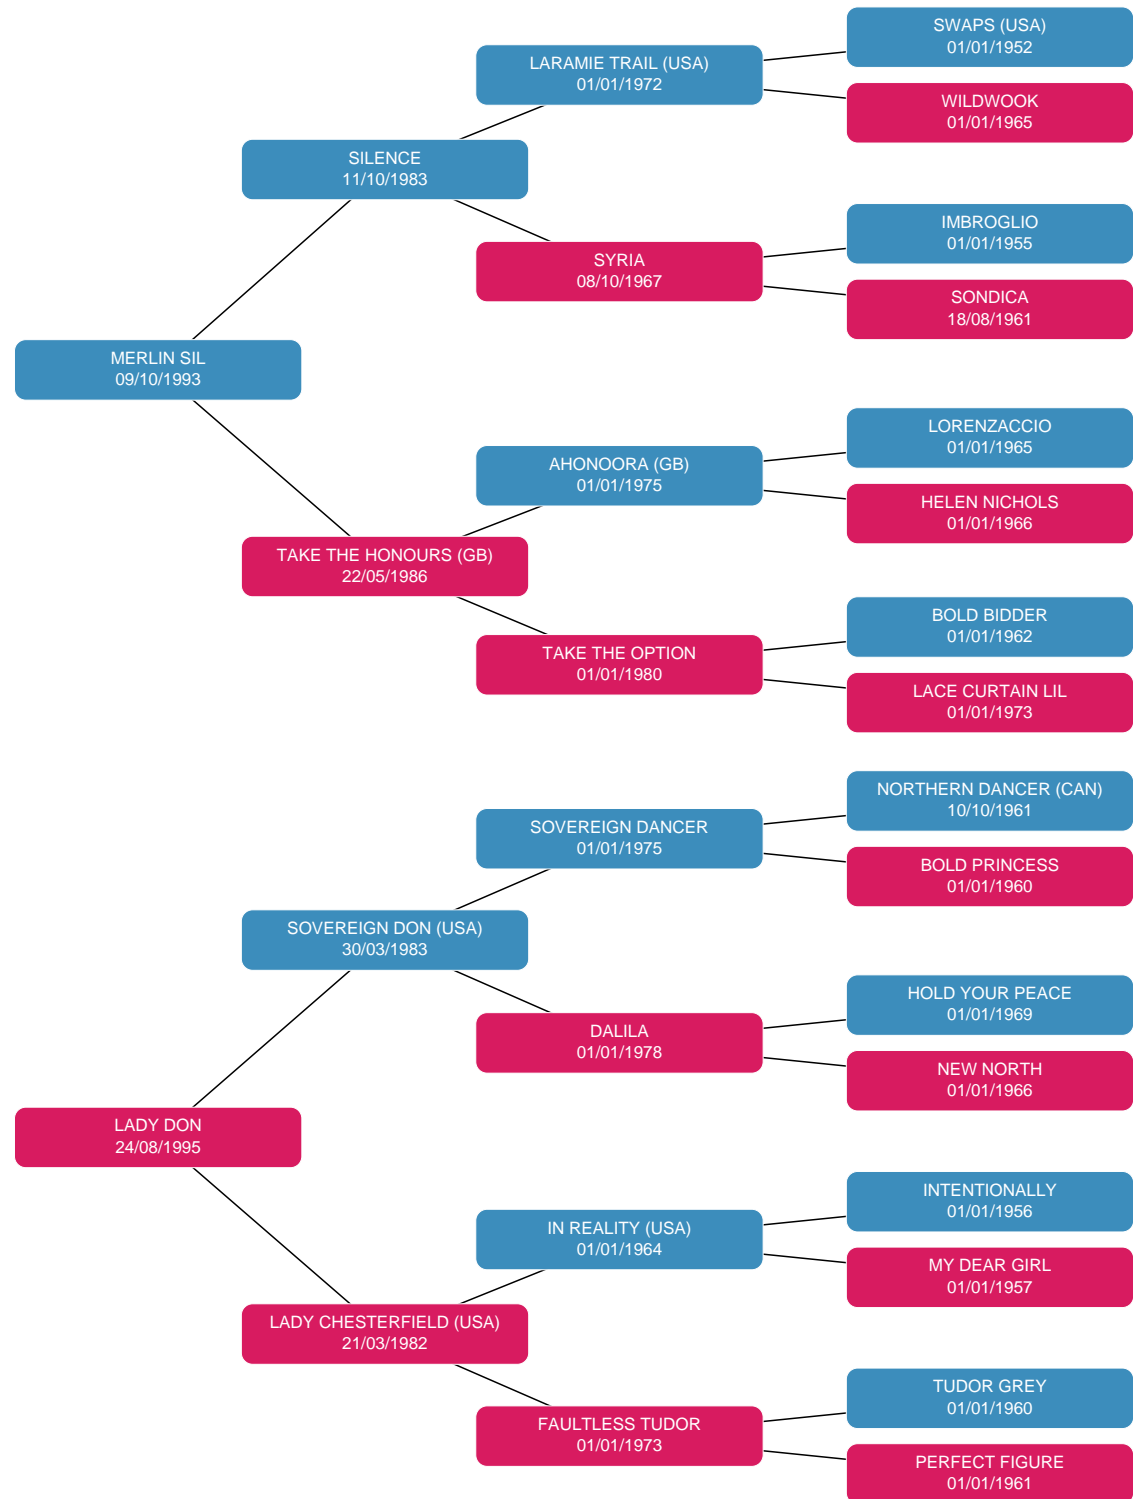 SWAPS (USA)
01/01/1952
LARAMIE TRAIL (USA)
01/01/1972
WILDWOOK
01/01/1965
SILENCE
11/10/1983
IMBROGLIO
01/01/1955
SYRIA
08/10/1967
SONDICA
18/08/1961
MERLIN SIL
09/10/1993
LORENZACCIO
01/01/1965
AHONOORA (GB)
01/01/1975
HELEN NICHOLS
01/01/1966
TAKE THE HONOURS (GB)
22/05/1986
BOLD BIDDER
01/01/1962
TAKE THE OPTION
01/01/1980
LACE CURTAIN LIL
01/01/1973
NORTHERN DANCER (CAN)
10/10/1961
SOVEREIGN DANCER
01/01/1975
BOLD PRINCESS
01/01/1960
SOVEREIGN DON (USA)
30/03/1983
HOLD YOUR PEACE
01/01/1969
DALILA
01/01/1978
NEW NORTH
01/01/1966
LADY DON
24/08/1995
INTENTIONALLY
01/01/1956
IN REALITY (USA)
01/01/1964
MY DEAR GIRL
01/01/1957
LADY CHESTERFIELD (USA)
21/03/1982
TUDOR GREY
01/01/1960
FAULTLESS TUDOR
01/01/1973
PERFECT FIGURE
01/01/1961